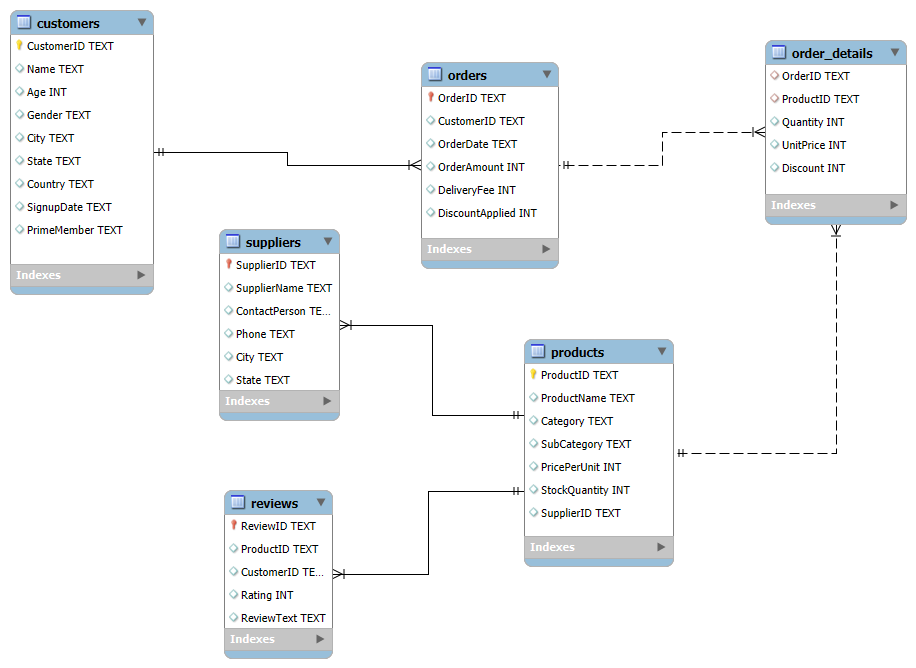 customers
CustomerID TEXT
Name TEXT
Age INT
Gender TEXT
City TEXT
State TEXT
Country TEXT
SignupDate TEXT
PrimeMember TEXT
Indexes
orders
OrderID TEXT
CustomerID TEXT
OrderDate TEXT
OrderAmount INT
DeliveryFee INT
DiscountApplied INT
Indexes
order_details
OrderID TEXT
ProductID TEXT
Quantity INT
UnitPrice INT
Discount INT
Indexes
suppliers
SupplierID TEXT
SupplierName TEXT
ContactPerson TE...
Phone TEXT
City TEXT
State TEXT
Indexes
products
ProductID TEXT
ProductName TEXT
Category TEXT
SubCategory TEXT
PricePerUnit INT
StockQuantity INT
SupplierID TEXT
Indexes
reviews
ReviewID TEXT
ProductID TEXT
CustomerID TE...
Rating INT
ReviewText TEXT
Indexes